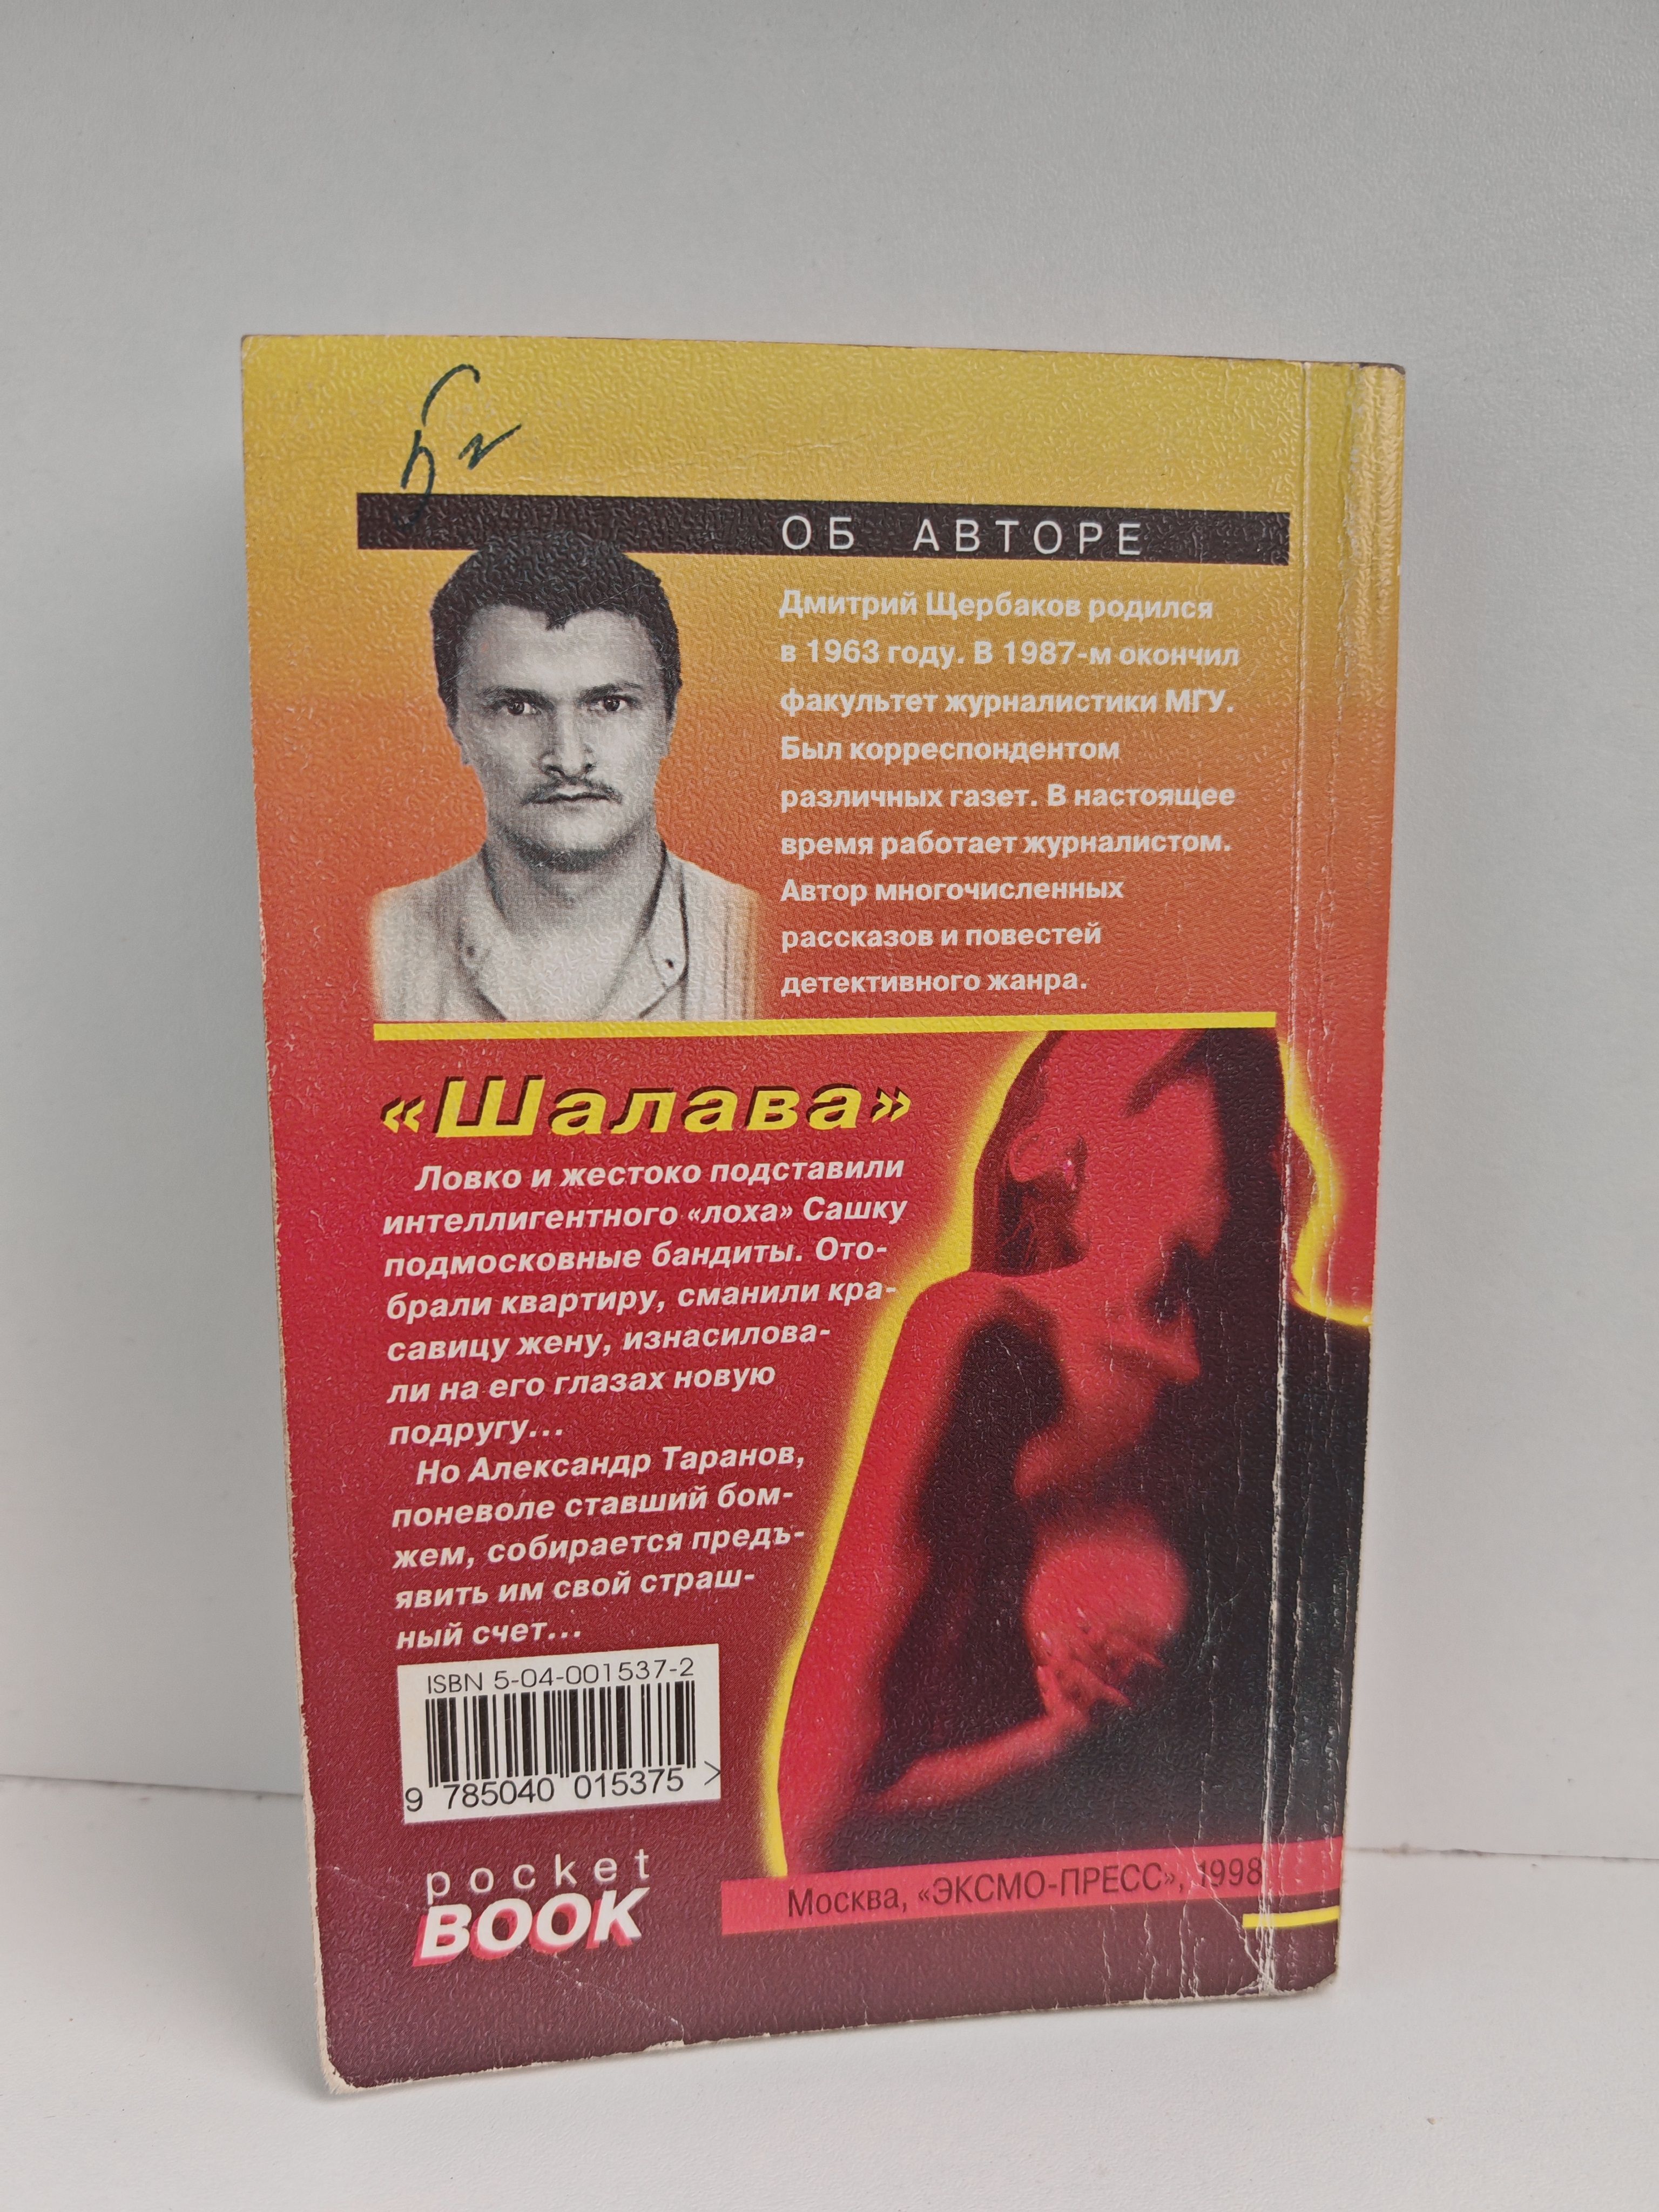 ОБ АВТОРЕ
Дмитрий Щербаков родился
в 1963 году. В 1987-м окончил
факультет журналистики МГУ.
Был корреспондентом
различных газет. В настоящее
время работает журналистом.
Автор многочисленных
рассказов и повестей
детективного жанра.
«Шалава»
Ловко и жестоко подставили
интеллигентного «лоха» Сашку
подмосковные бандиты. Ото-
брали квартиру, сманили кра-
савицу жену, изнасилова-
ли на его глазах новую
подругу...
Но Александр Таранов,
поневоле ставший бом-
жем, собирается предъ-
явить им свой страш-
ный счет...
ISBN 5-04-001537-2
9 785040 015375 >
pocket
BOOK
Москва, «ЭКСМО-ПРЕСС», 1998